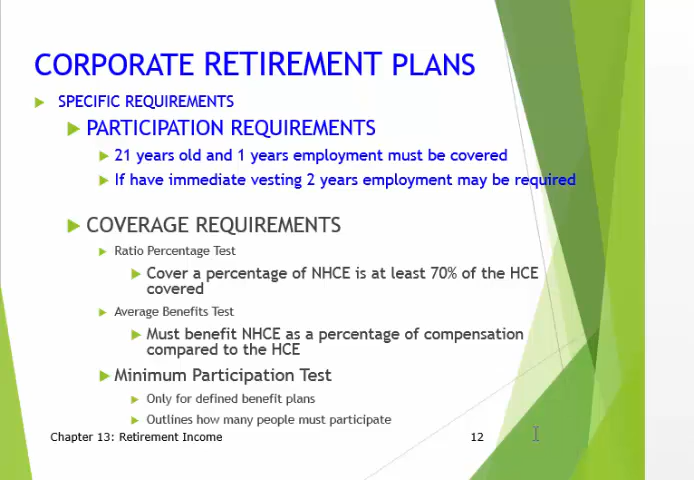 CORPORATE RETIREMENT PLANS
SPECIFIC REQUIREMENTS
PARTICIPATION REQUIREMENTS
21 years old and 1 years employment must be covered
If have immediate vesting 2 years employment may be required
COVERAGE REQUIREMENTS
Ratio Percentage Test
Cover a percentage of NHCE is at least 70% of the HCE
covered
Average Benefits Test
Must benefit NHCE as a percentage of compensation
compared to the HCE
Minimum Participation Test
Only for defined benefit plans
Outlines how many people must participate
Chapter 13: Retirement Income
12